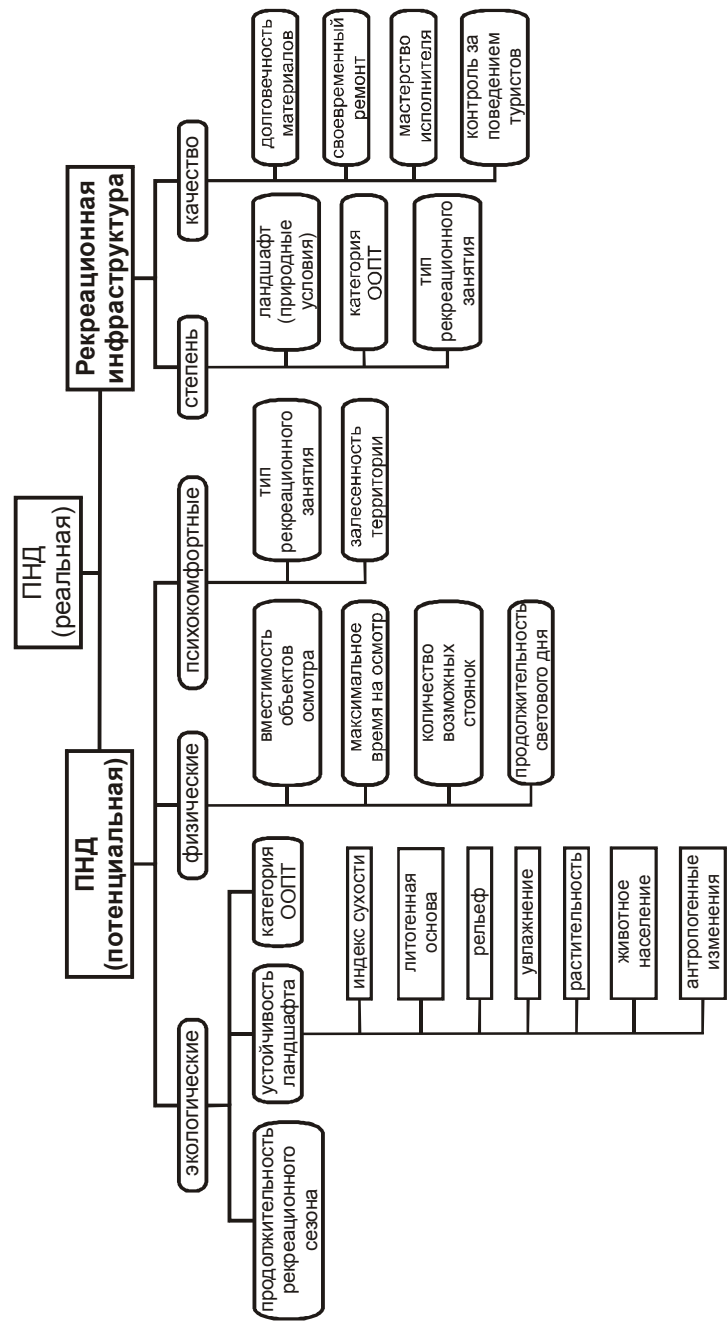 ПНД
(реальная)
ПНД
(потенциальная)
Рекреационная
инфраструктура
экологические
физические
психокомфортные
степень
качество
продолжительность
рекреационного
сезона
устойчивость
ландшафта
категория
ООПТ
индекс сухости
литогенная
основа
рельеф
увлажнение
растительность
животное
население
антропогенные
изменения
вместимость
объектов
осмотра
максимальное
время на осмотр
количество
возможных
стоянок
продолжительность
светового дня
тип
рекреационного
занятия
залесенность
территории
ландшафт
(природные
условия)
категория
ООПТ
тип
рекреационного
занятия
долговечность
материалов
своевременный
ремонт
мастерство
исполнителя
контроль за
поведением
туристов